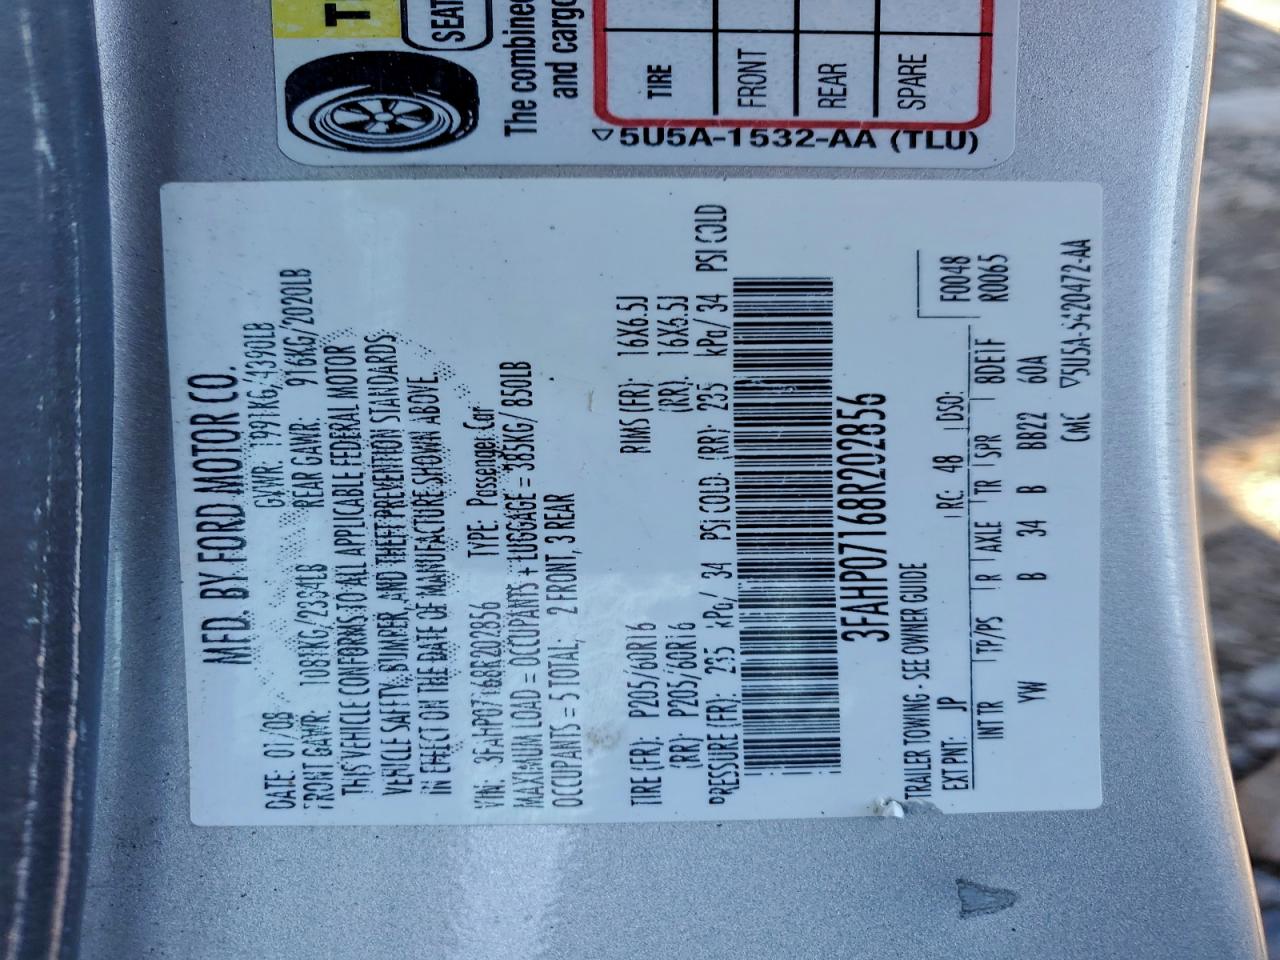 T
SEAT
The combined
and cargo
TIRE
FRONT
REAR
SPARE
5U5A-1532-AA (TLU)
MFD. BY FORD MOTOR CO.
DATE: 01/08 GVWR: 1991KG/4390LB
FRONT GAWR: 1081KG/2384LB REAR GAWR: 916KG/2020LB
THIS VEHICLE CONFORMS TO ALL APPLICABLE FEDERAL MOTOR
VEHICLE SAFETY, BUMPER, AND THEFT PREVENTION STANDARDS
IN EFFECT ON THE DATE OF MANUFACTURE SHOWN ABOVE.
VIN: 3FAHP07168R202856 TYPE: Passenger Car
MAXIMUM LOAD = OCCUPANTS + LUGGAGE = 385KG/ 850LB
OCCUPANTS = 5 TOTAL, 2 FRONT, 3 REAR
TIRE (FR): P205/60R16 RIMS (FR): 16X6.5J
(RR): P205/60R16 (RR): 16X6.5J
PRESSURE (FR): 235 kPa/ 34 PSI COLD (RR): 235 kPa/ 34 PSI COLD
3FAHP07168R202856
TRAILER TOWING - SEE OWNER GUIDE
EXT PNT: JP RC: 48 DSO: F0048
INT TR TP/PS R AXLE TR SPR 8DE1F R0065
YW B 34 B BB22 60A
CMC ▽5U5A-5420472-AA